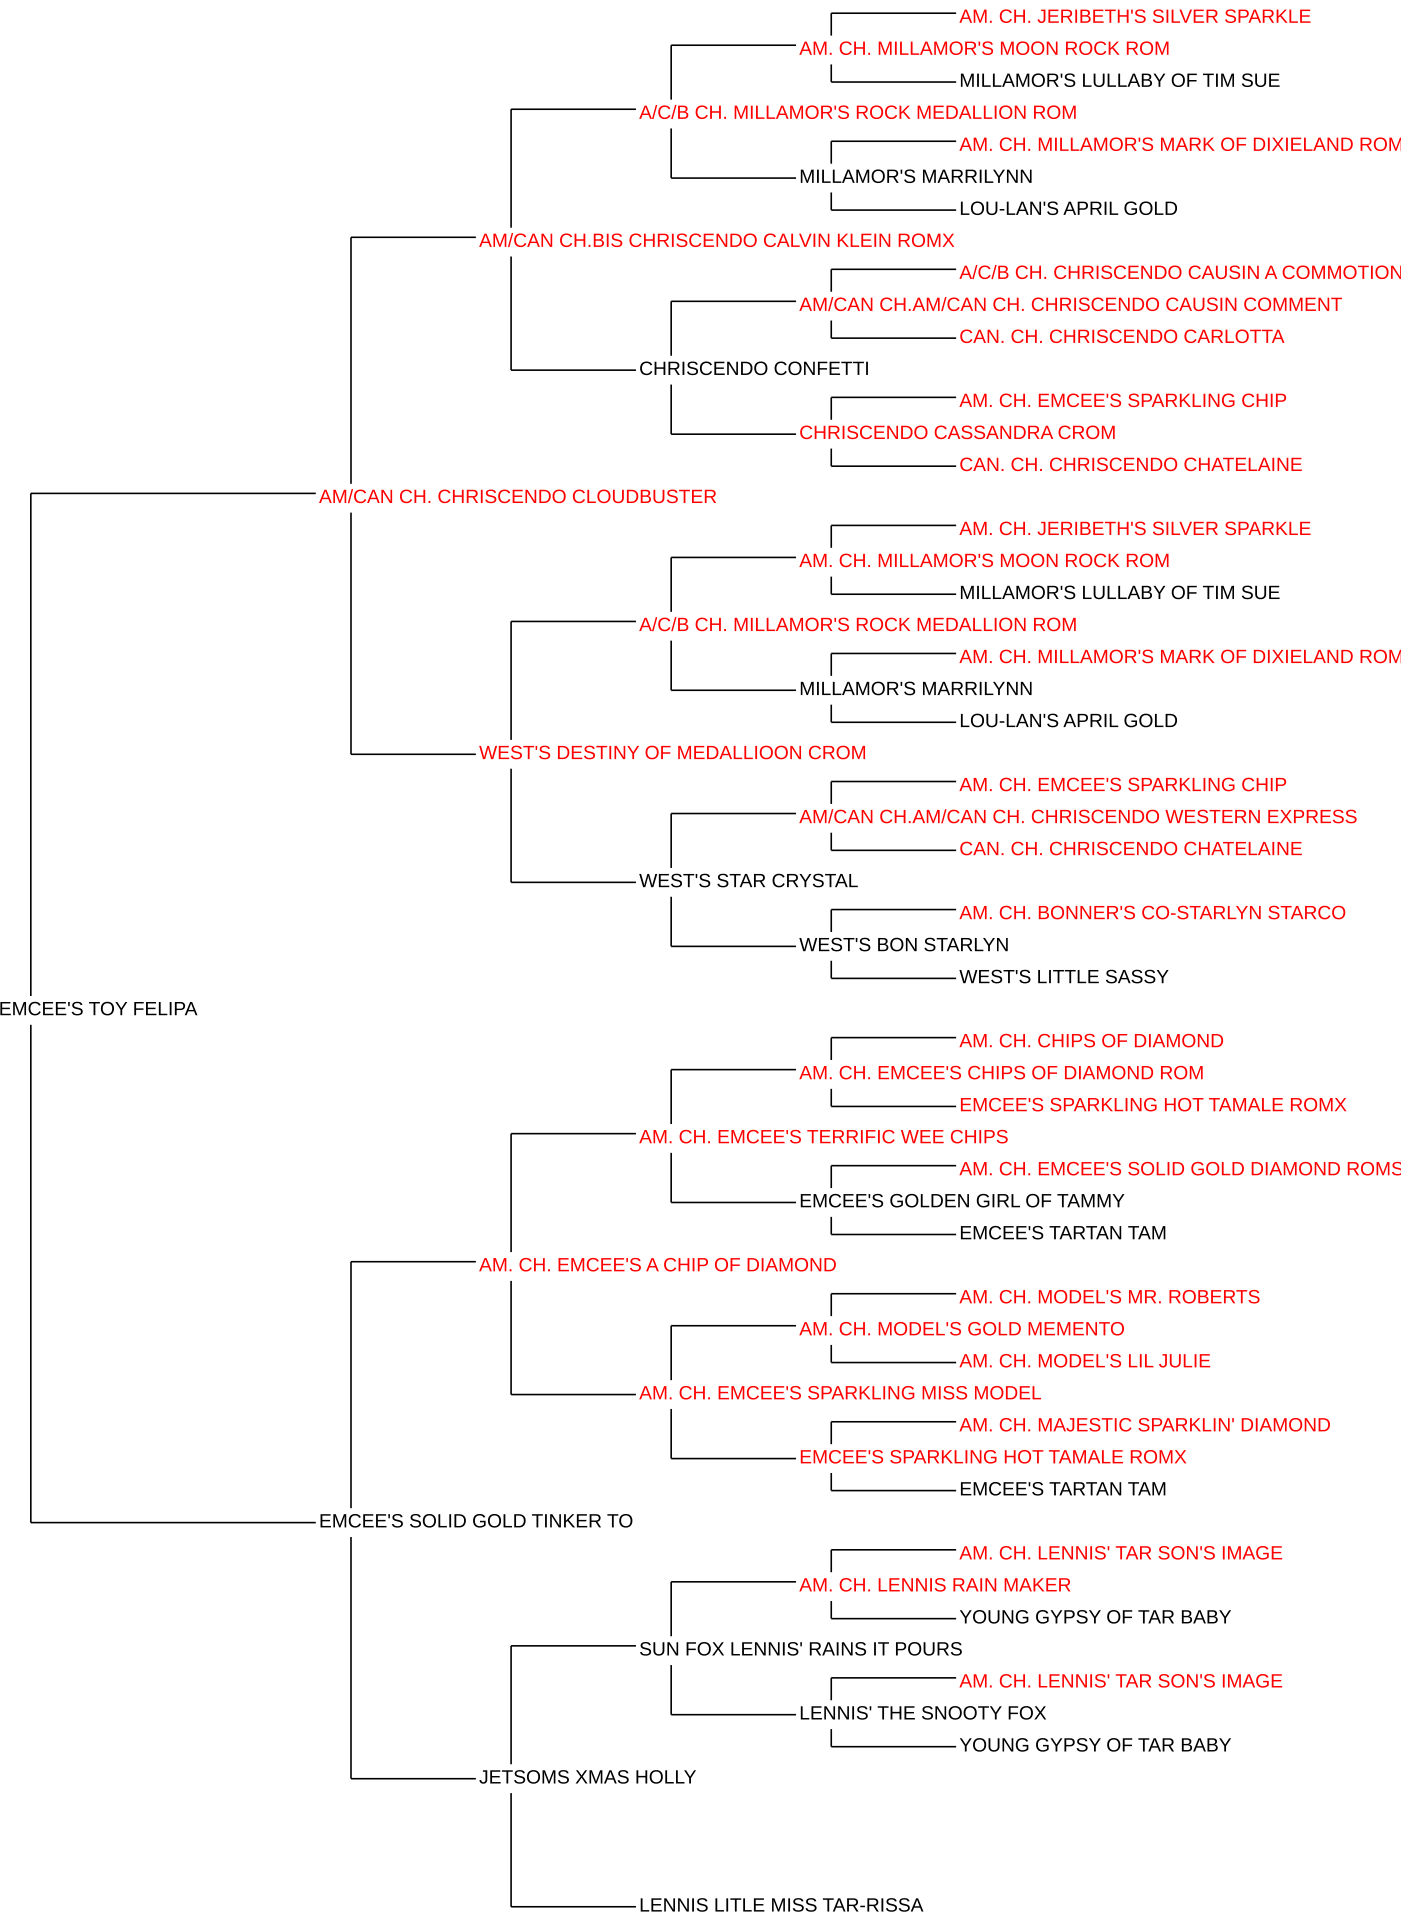 AM. CH. JERIBETH'S SILVER SPARKLE
AM. CH. MILLAMOR'S MOON ROCK ROM
MILLAMOR'S LULLABY OF TIM SUE
A/C/B CH. MILLAMOR'S ROCK MEDALLION ROM
AM. CH. MILLAMOR'S MARK OF DIXIELAND ROM
MILLAMOR'S MARRILYNN
LOU-LAN'S APRIL GOLD
AM/CAN CH.BIS CHRISCENDO CALVIN KLEIN ROMX
A/C/B CH. CHRISCENDO CAUSIN A COMMOTION
AM/CAN CH.AM/CAN CH. CHRISCENDO CAUSIN COMMENT
CAN. CH. CHRISCENDO CARLOTTA
CHRISCENDO CONFETTI
AM. CH. EMCEE'S SPARKLING CHIP
CHRISCENDO CASSANDRA CROM
CAN. CH. CHRISCENDO CHATELAINE
AM/CAN CH. CHRISCENDO CLOUDBUSTER
AM. CH. JERIBETH'S SILVER SPARKLE
AM. CH. MILLAMOR'S MOON ROCK ROM
MILLAMOR'S LULLABY OF TIM SUE
A/C/B CH. MILLAMOR'S ROCK MEDALLION ROM
AM. CH. MILLAMOR'S MARK OF DIXIELAND ROM
MILLAMOR'S MARRILYNN
LOU-LAN'S APRIL GOLD
WEST'S DESTINY OF MEDALLIOON CROM
AM. CH. EMCEE'S SPARKLING CHIP
AM/CAN CH.AM/CAN CH. CHRISCENDO WESTERN EXPRESS
CAN. CH. CHRISCENDO CHATELAINE
WEST'S STAR CRYSTAL
AM. CH. BONNER'S CO-STARLYN STARCO
WEST'S BON STARLYN
WEST'S LITTLE SASSY
EMCEE'S TOY FELIPA
AM. CH. CHIPS OF DIAMOND
AM. CH. EMCEE'S CHIPS OF DIAMOND ROM
EMCEE'S SPARKLING HOT TAMALE ROMX
AM. CH. EMCEE'S TERRIFIC WEE CHIPS
AM. CH. EMCEE'S SOLID GOLD DIAMOND ROMS
EMCEE'S GOLDEN GIRL OF TAMMY
EMCEE'S TARTAN TAM
AM. CH. EMCEE'S A CHIP OF DIAMOND
AM. CH. MODEL'S MR. ROBERTS
AM. CH. MODEL'S GOLD MEMENTO
AM. CH. MODEL'S LIL JULIE
AM. CH. EMCEE'S SPARKLING MISS MODEL
AM. CH. MAJESTIC SPARKLIN' DIAMOND
EMCEE'S SPARKLING HOT TAMALE ROMX
EMCEE'S TARTAN TAM
EMCEE'S SOLID GOLD TINKER TO
AM. CH. LENNIS' TAR SON'S IMAGE
AM. CH. LENNIS RAIN MAKER
YOUNG GYPSY OF TAR BABY
SUN FOX LENNIS' RAINS IT POURS
AM. CH. LENNIS' TAR SON'S IMAGE
LENNIS' THE SNOOTY FOX
YOUNG GYPSY OF TAR BABY
JETSOMS XMAS HOLLY
LENNIS LITLE MISS TAR-RISSA